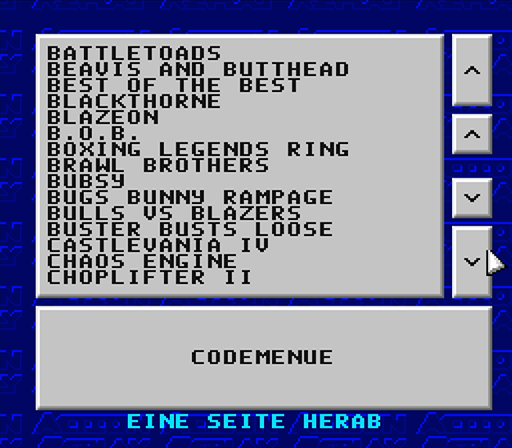 BATTLETOADS
BEAVIS AND BUTTHEAD
BEST OF THE BEST
BLACKTHORNE
BLAZEON
B.O.B.
BOXING LEGENDS RING
BRAWL BROTHERS
BUBSY
BUGS BUNNY RAMPAGE
BULLS VS BLAZERS
BUSTER BUSTS LOOSE
CASTLEVANIA IV
CHAOS ENGINE
CHOPLIFTER II
CODEMENUE
EINE SEITE HERAB